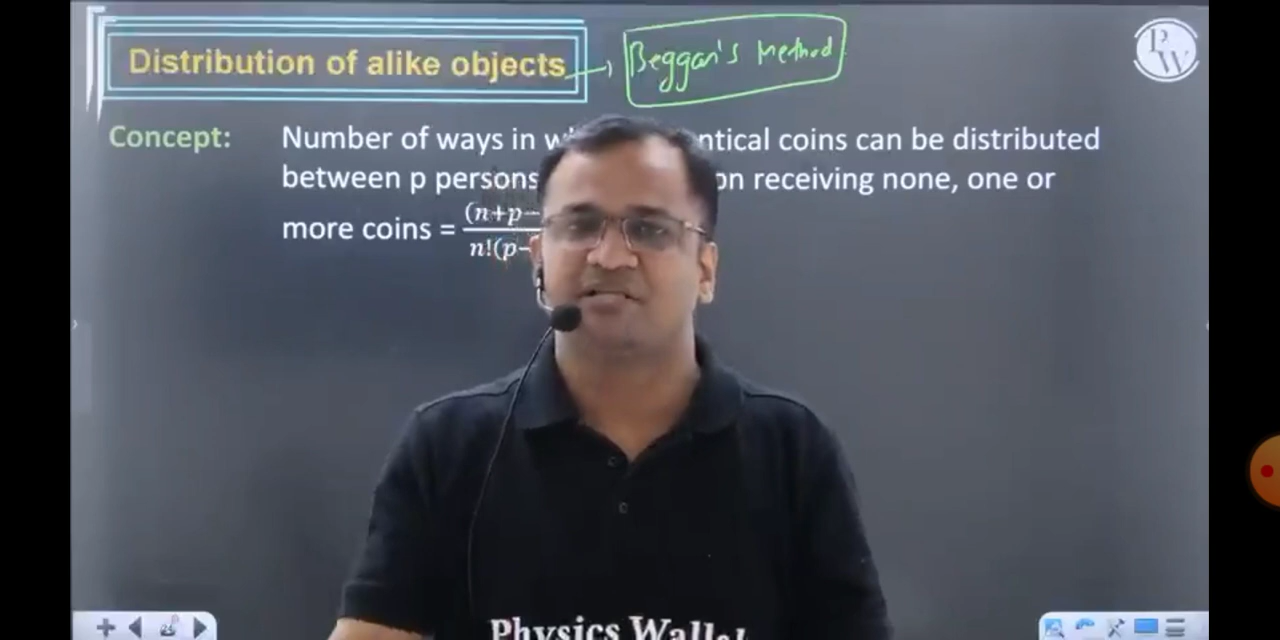 Distribution of alike objects
Beggar's Method
PW
Concept: Number of ways in ntical coins can be distributed
between p persons on receiving none, one or
more coins = (n+p−
n!(p−
Physics